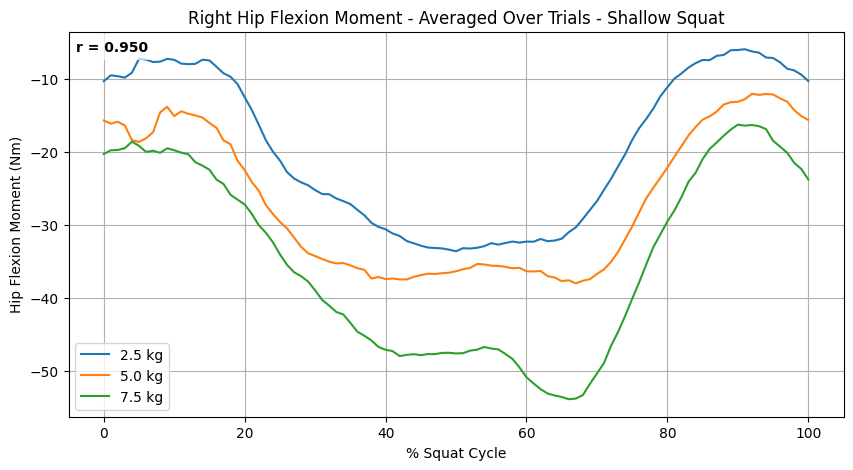 Right Hip Flexion Moment - Averaged Over Trials - Shallow Squat
r = 0.950
Hip Flexion Moment (Nm)
−10
−20
−30
−40
−50
2.5 kg
5.0 kg
7.5 kg
0 20 40 60 80 100
% Squat Cycle